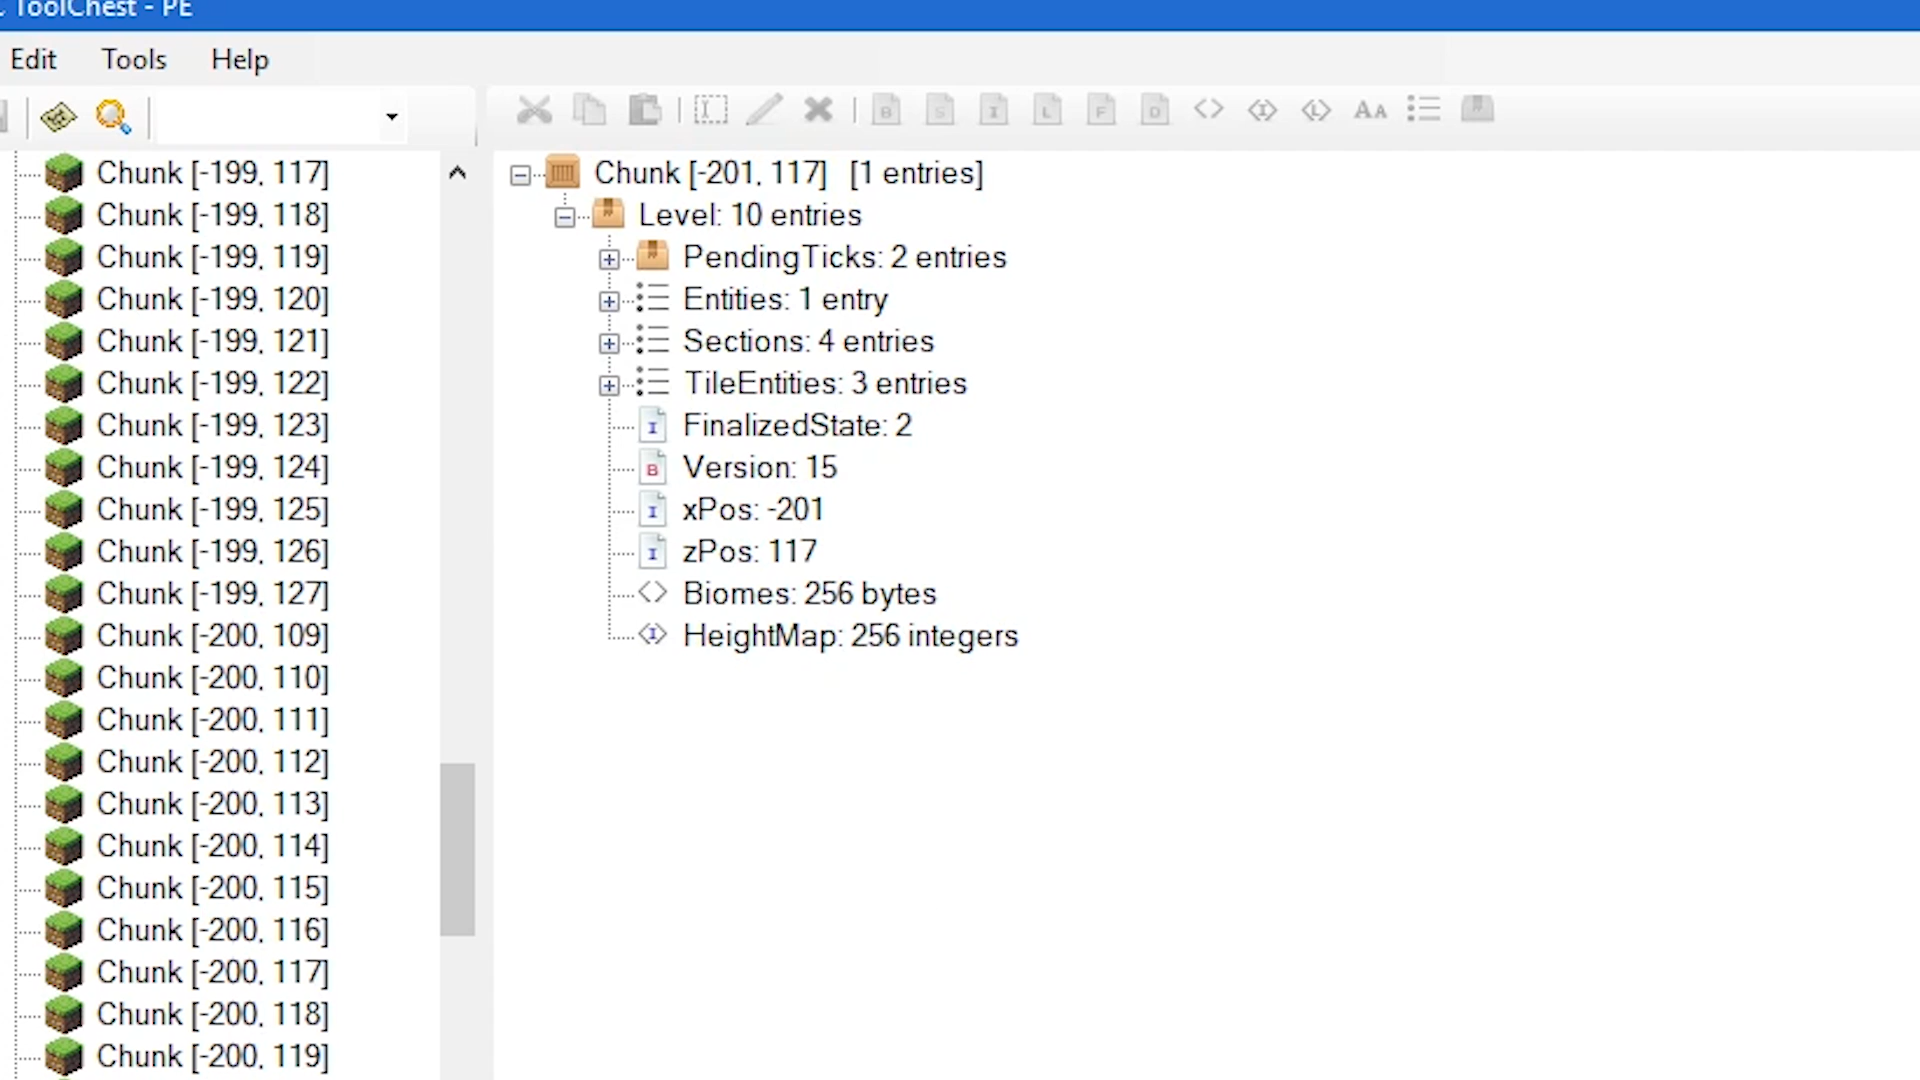 ToolChest - PE
Edit Tools Help
Chunk [-199, 117]
Chunk [-199, 118]
Chunk [-199, 119]
Chunk [-199, 120]
Chunk [-199, 121]
Chunk [-199, 122]
Chunk [-199, 123]
Chunk [-199, 124]
Chunk [-199, 125]
Chunk [-199, 126]
Chunk [-199, 127]
Chunk [-200, 109]
Chunk [-200, 110]
Chunk [-200, 111]
Chunk [-200, 112]
Chunk [-200, 113]
Chunk [-200, 114]
Chunk [-200, 115]
Chunk [-200, 116]
Chunk [-200, 117]
Chunk [-200, 118]
Chunk [-200, 119]
B S I L F D <> <I> <L> AA
Chunk [-201, 117] [1 entries]
Level: 10 entries
PendingTicks: 2 entries
Entities: 1 entry
Sections: 4 entries
TileEntities: 3 entries
I FinalizedState: 2
B Version: 15
I xPos: -201
I zPos: 117
<> Biomes: 256 bytes
<I> HeightMap: 256 integers